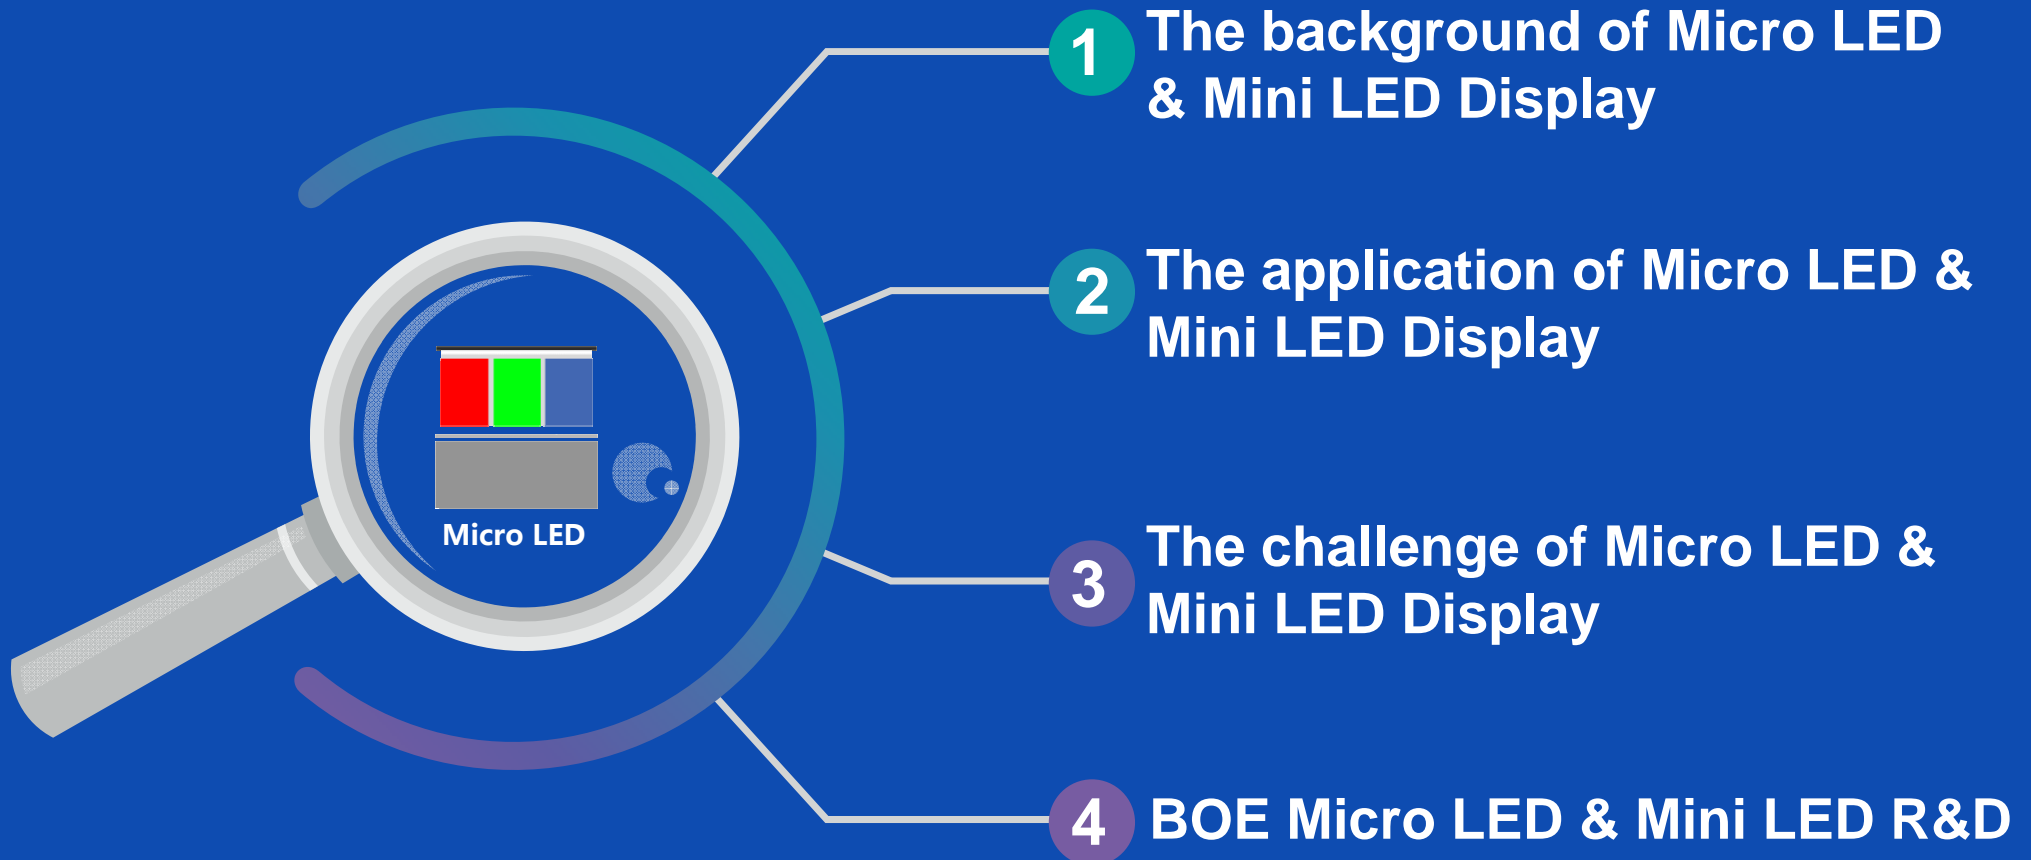 1
The background of Micro LED
& Mini LED Display
2
The application of Micro LED &
Mini LED Display
3
The challenge of Micro LED &
Mini LED Display
4
BOE Micro LED & Mini LED R&D
Micro LED